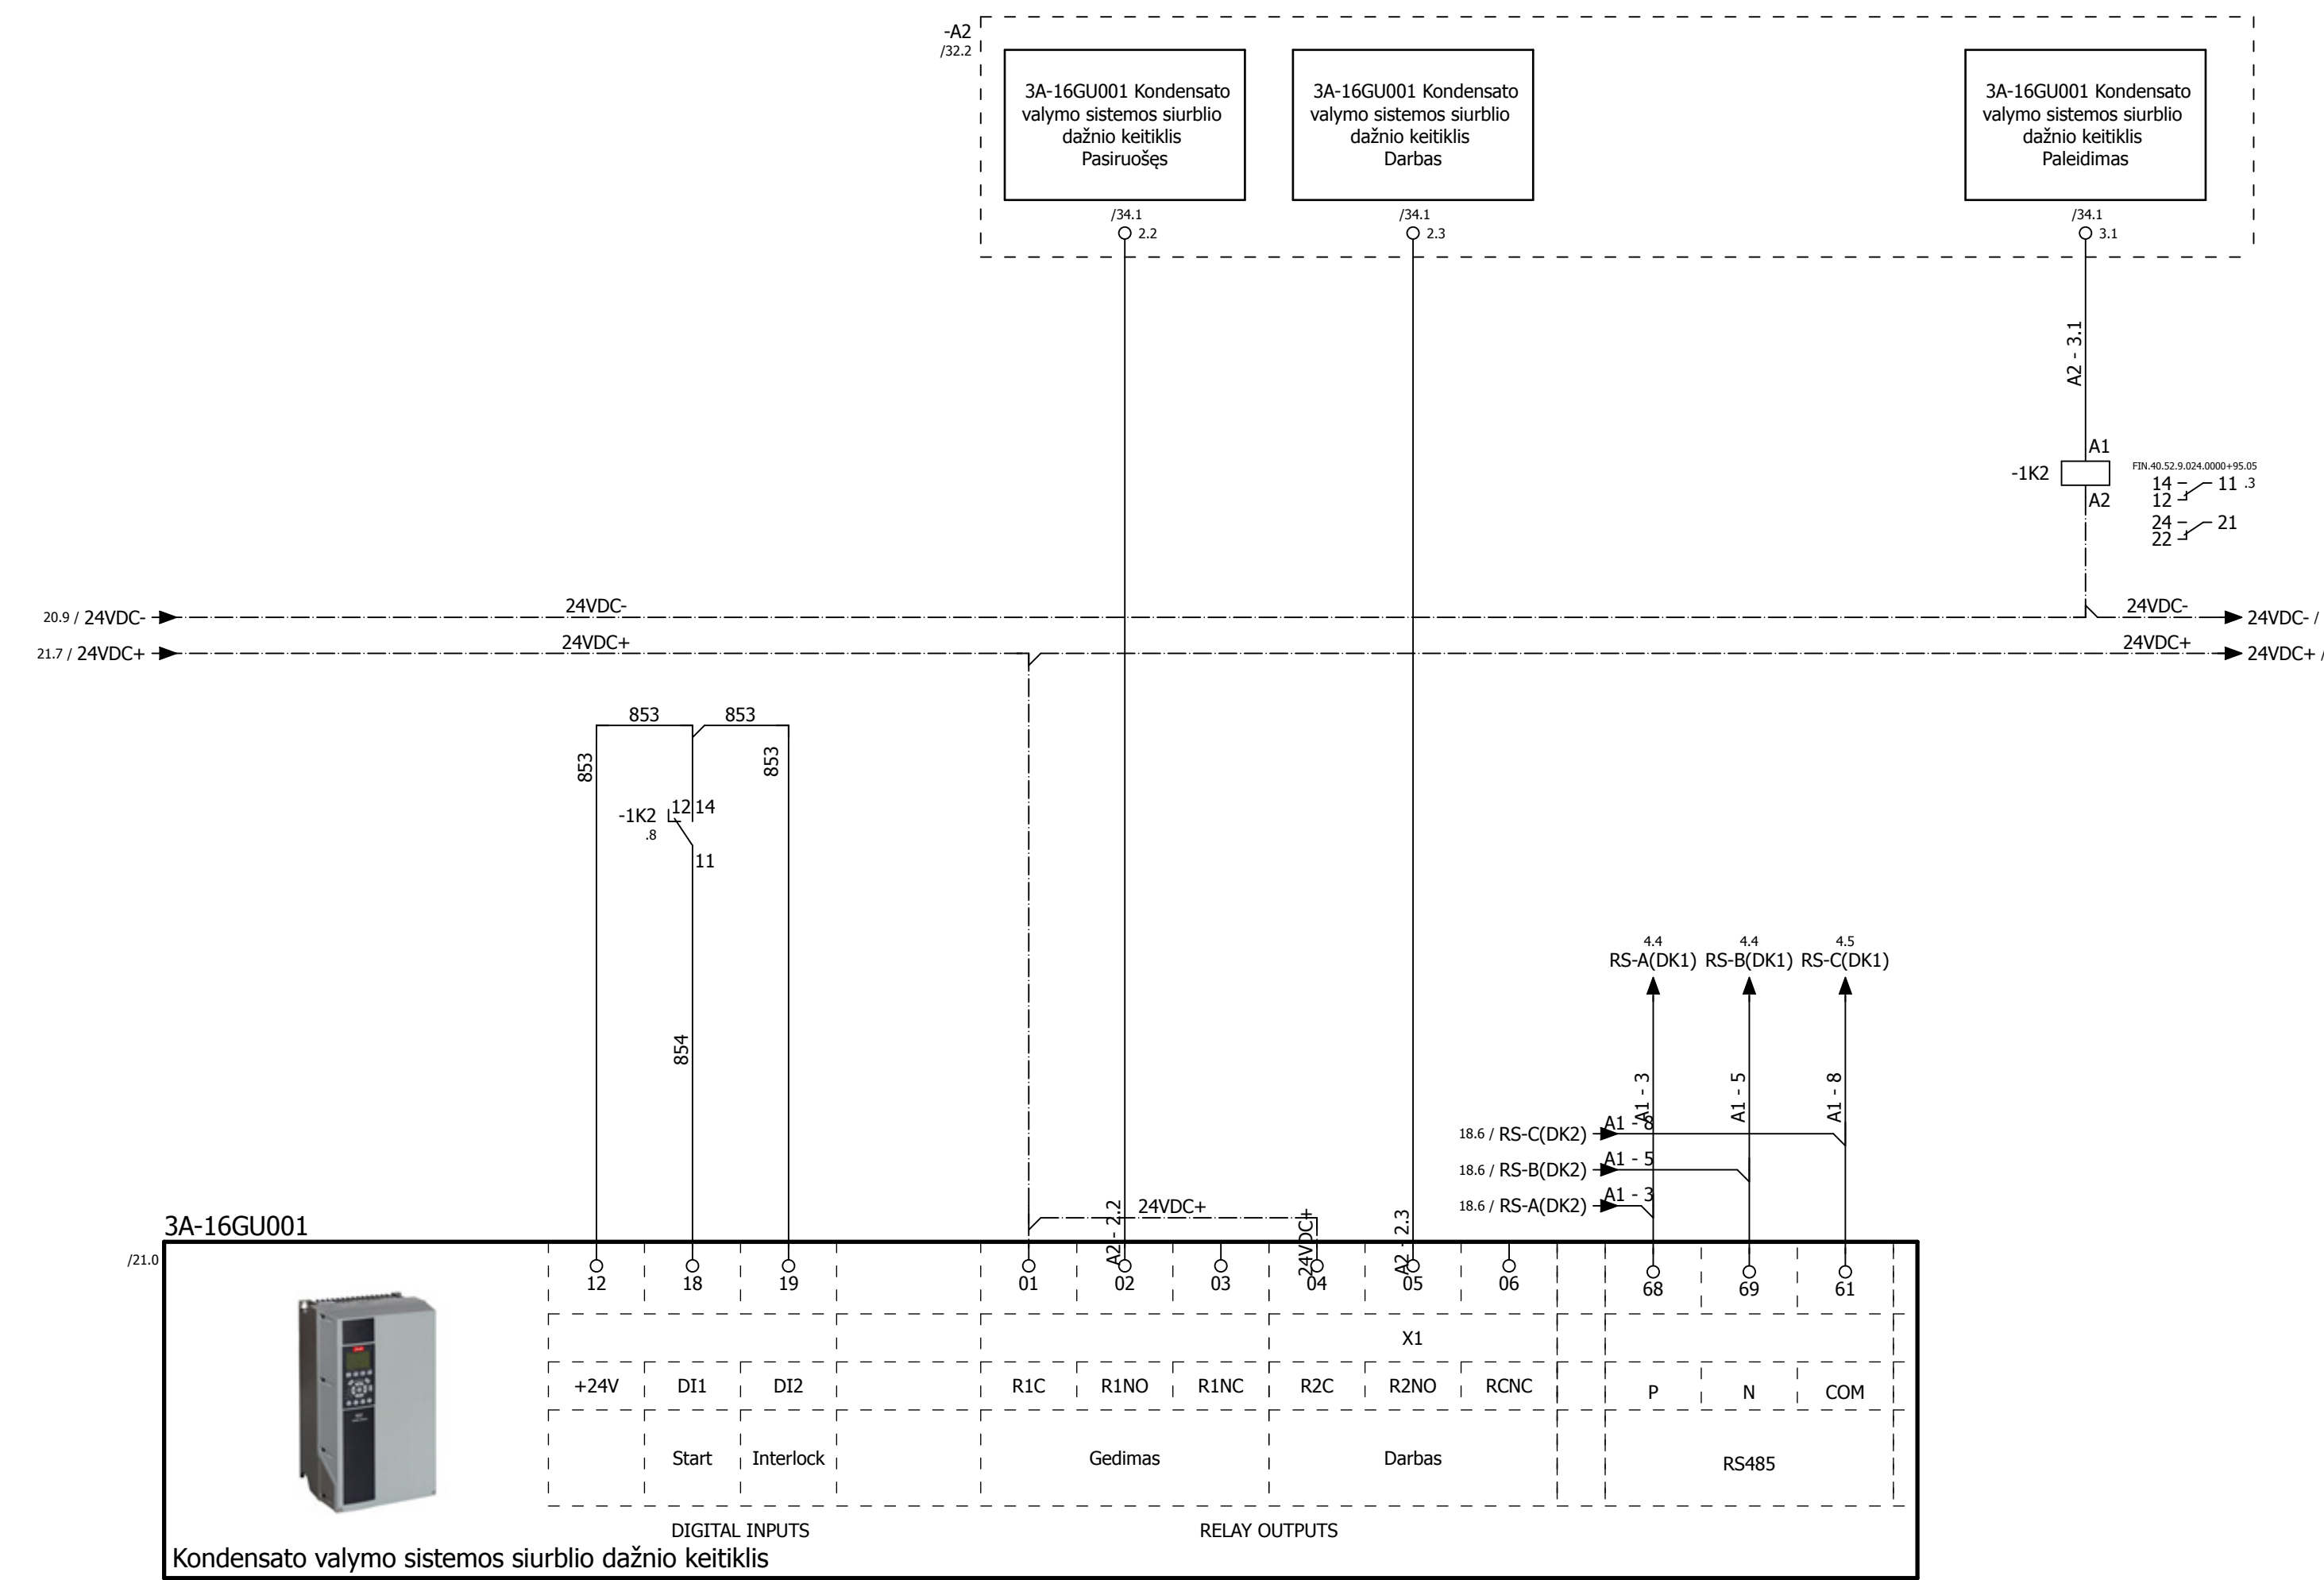 -A2
/32.2
3A-16GU001 Kondensato
valymo sistemos siurblio
dažnio keitiklis
Pasiruošęs
3A-16GU001 Kondensato
valymo sistemos siurblio
dažnio keitiklis
Darbas
3A-16GU001 Kondensato
valymo sistemos siurblio
dažnio keitiklis
Paleidimas
/34.1
2.2
/34.1
2.3
/34.1
3.1
A2 - 3.1
-1K2
A1
A2
FIN.40.52.9.024.0000+95.05
14 11 .3
12
24 21
22
20.9 / 24VDC-
24VDC-
24VDC-
24VDC- /
21.7 / 24VDC+
24VDC+
24VDC+
24VDC+ /
853
853
853
853
-1K2
.8
12 14
11
854
4.4
RS-A(DK1)
4.4
RS-B(DK1)
4.5
RS-C(DK1)
A1 - 3
A1 - 5
A1 - 8
18.6 / RS-C(DK2)
A1 - 8
18.6 / RS-B(DK2)
A1 - 5
18.6 / RS-A(DK2)
A1 - 3
A2 - 2.2
24VDC+
24VDC+
A2 - 2.3
3A-16GU001
/21.0
12 18 19 01 02 03 04 05 06 68 69 61
X1
+24V DI1 DI2 R1C R1NO R1NC R2C R2NO RCNC P N COM
Start Interlock Gedimas Darbas RS485
DIGITAL INPUTS
RELAY OUTPUTS
Kondensato valymo sistemos siurblio dažnio keitiklis